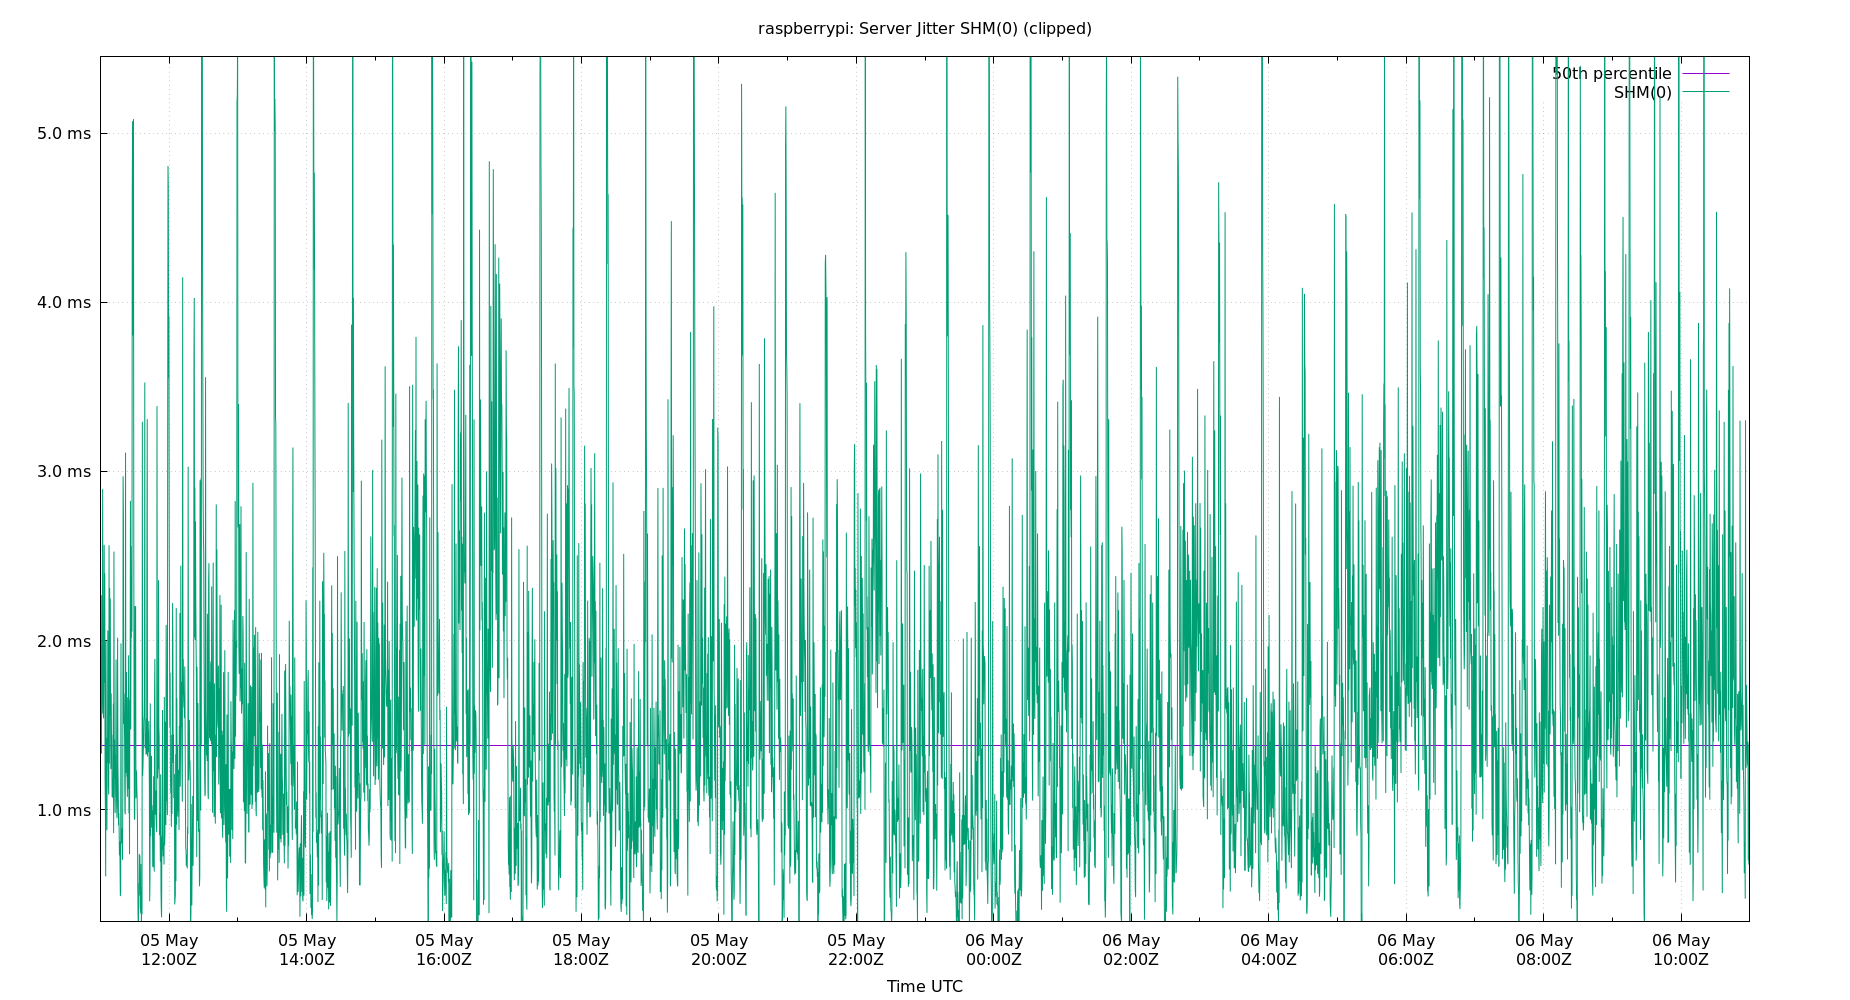 raspberrypi: Server Jitter SHM(0) (clipped)
50th percentile
SHM(0)
5.0 ms
4.0 ms
3.0 ms
2.0 ms
1.0 ms
05 May 05 May 05 May 05 May 05 May 05 May 06 May 06 May 06 May 06 May 06 May 06 May
12:00Z 14:00Z 16:00Z 18:00Z 20:00Z 22:00Z 00:00Z 02:00Z 04:00Z 06:00Z 08:00Z 10:00Z
Time UTC